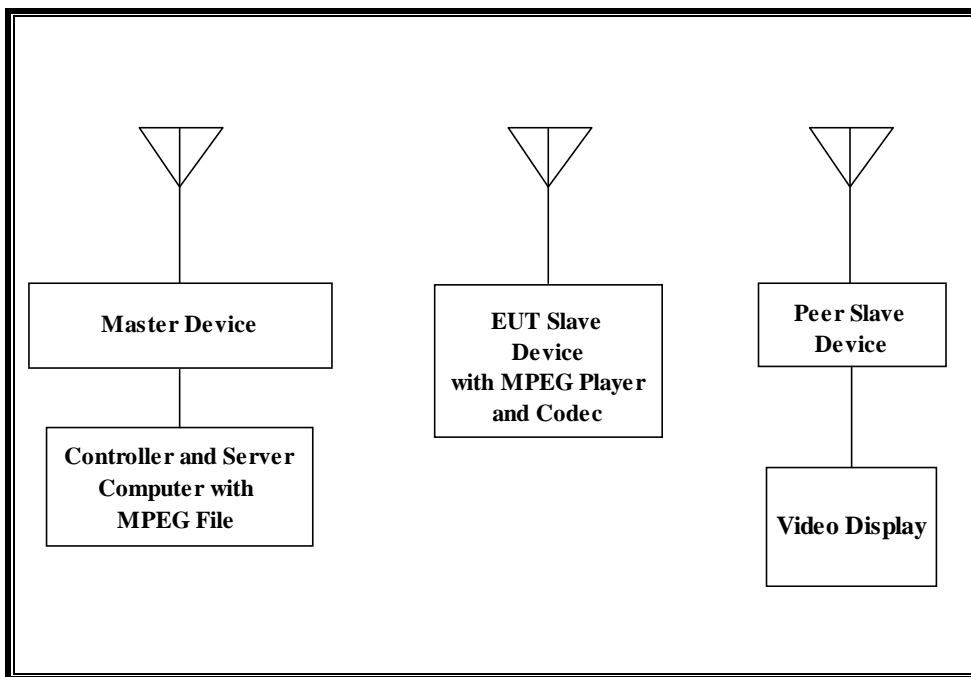 Master Device
Controller and Server
Computer with
MPEG File
EUT Slave
Device
with MPEG Player
and Codec
Peer Slave
Device
Video Display